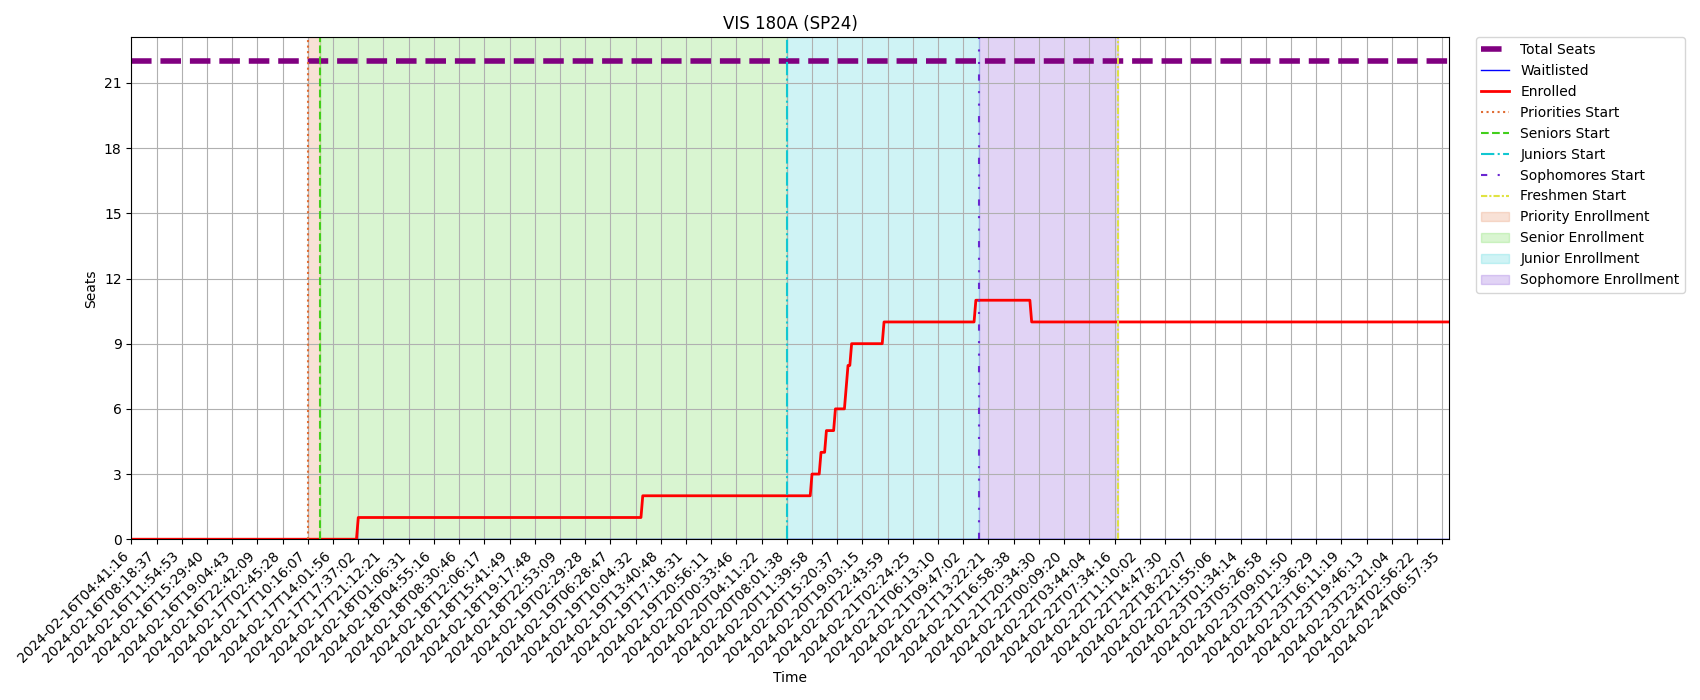 VIS 180A (SP24)
Seats
21
18
15
12
9
6
3
0
2024-02-16T04:41:16
2024-02-16T08:18:37
2024-02-16T11:54:53
2024-02-16T15:29:40
2024-02-16T19:04:43
2024-02-16T22:42:09
2024-02-17T02:45:28
2024-02-17T10:16:07
2024-02-17T14:01:56
2024-02-17T17:37:02
2024-02-17T21:12:21
2024-02-18T01:06:31
2024-02-18T04:55:16
2024-02-18T08:30:46
2024-02-18T12:06:17
2024-02-18T15:41:49
2024-02-18T19:17:48
2024-02-18T22:53:09
2024-02-19T02:29:28
2024-02-19T06:28:47
2024-02-19T10:04:32
2024-02-19T13:40:48
2024-02-19T17:18:31
2024-02-19T20:56:11
2024-02-20T00:33:46
2024-02-20T04:11:22
2024-02-20T08:01:38
2024-02-20T11:39:58
2024-02-20T15:20:37
2024-02-20T19:03:15
2024-02-20T22:43:59
2024-02-21T02:24:25
2024-02-21T06:13:10
2024-02-21T09:47:02
2024-02-21T13:22:21
2024-02-21T16:58:38
2024-02-21T20:34:30
2024-02-22T00:09:20
2024-02-22T03:44:04
2024-02-22T07:34:16
2024-02-22T11:10:02
2024-02-22T14:47:30
2024-02-22T18:22:07
2024-02-22T21:55:06
2024-02-23T01:34:14
2024-02-23T05:26:58
2024-02-23T09:01:50
2024-02-23T12:36:29
2024-02-23T16:11:19
2024-02-23T19:46:13
2024-02-23T23:21:04
2024-02-24T02:56:22
2024-02-24T06:57:35
Time
Total Seats
Waitlisted
Enrolled
Priorities Start
Seniors Start
Juniors Start
Sophomores Start
Freshmen Start
Priority Enrollment
Senior Enrollment
Junior Enrollment
Sophomore Enrollment